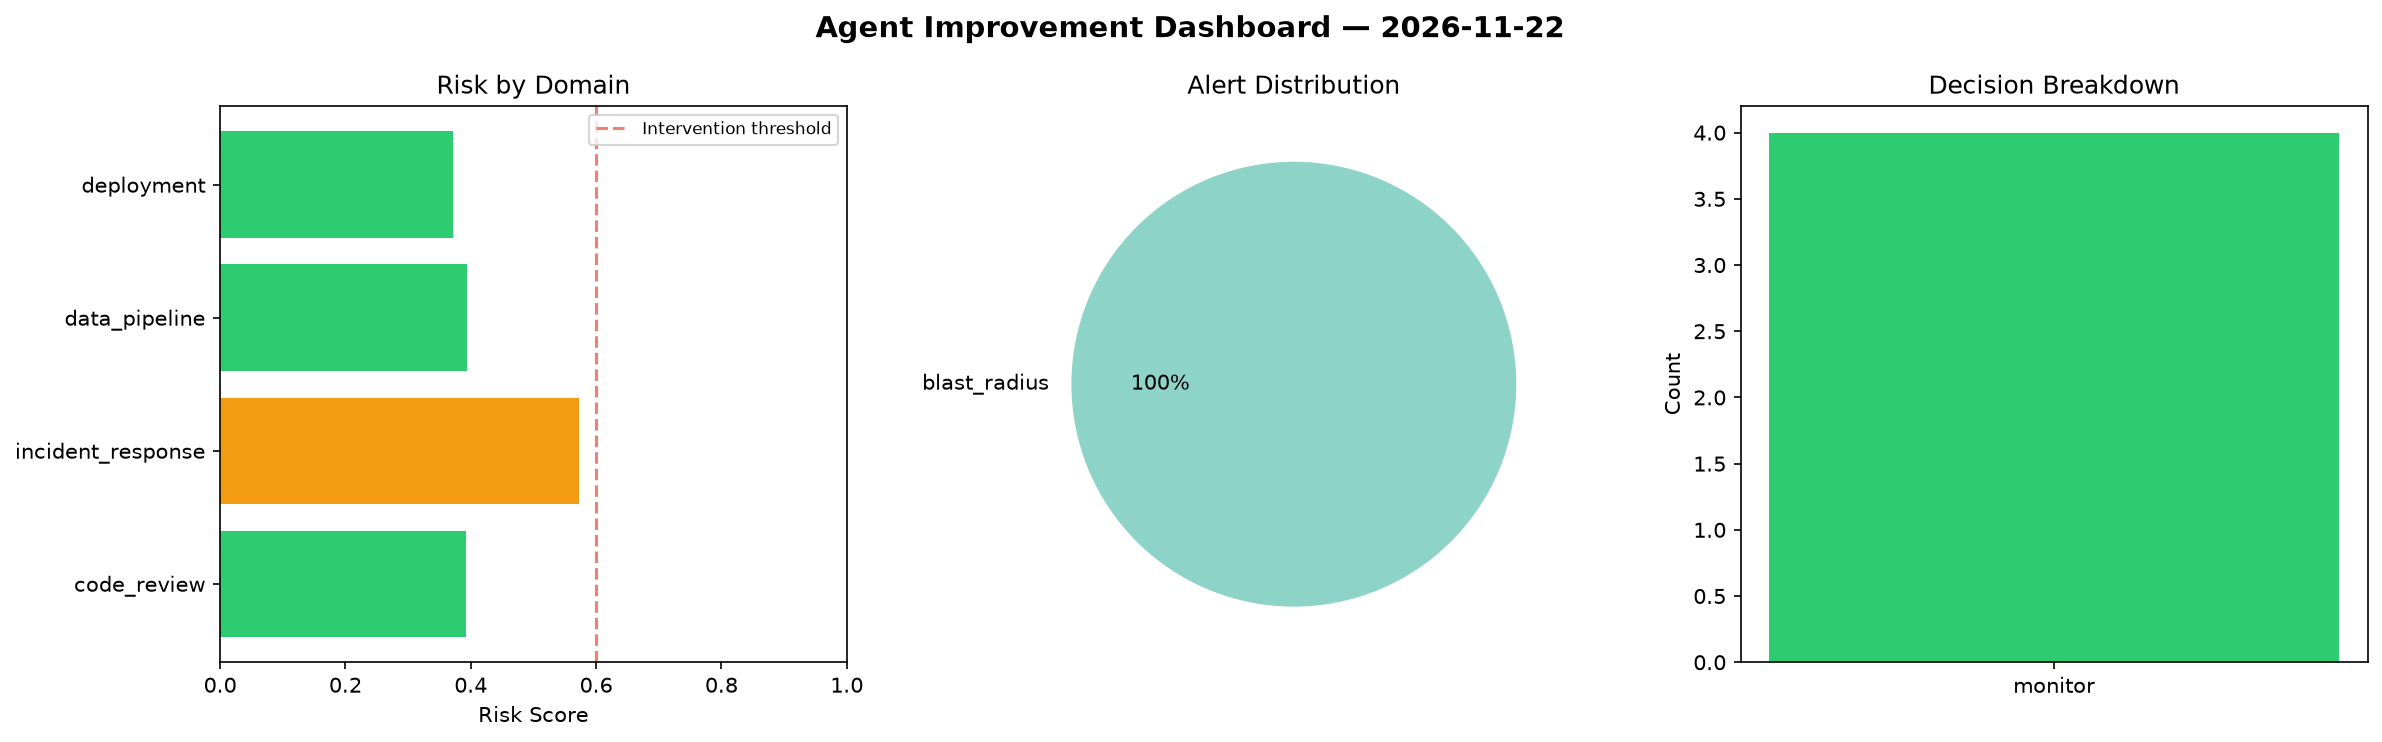 Agent Improvement Dashboard — 2026-11-22
Risk by Domain
Intervention threshold
deployment
data_pipeline
incident_response
code_review
0.0 0.2 0.4 0.6 0.8 1.0
Risk Score
Alert Distribution
blast_radius
100%
Decision Breakdown
Count
4.0
3.5
3.0
2.5
2.0
1.5
1.0
0.5
0.0
monitor